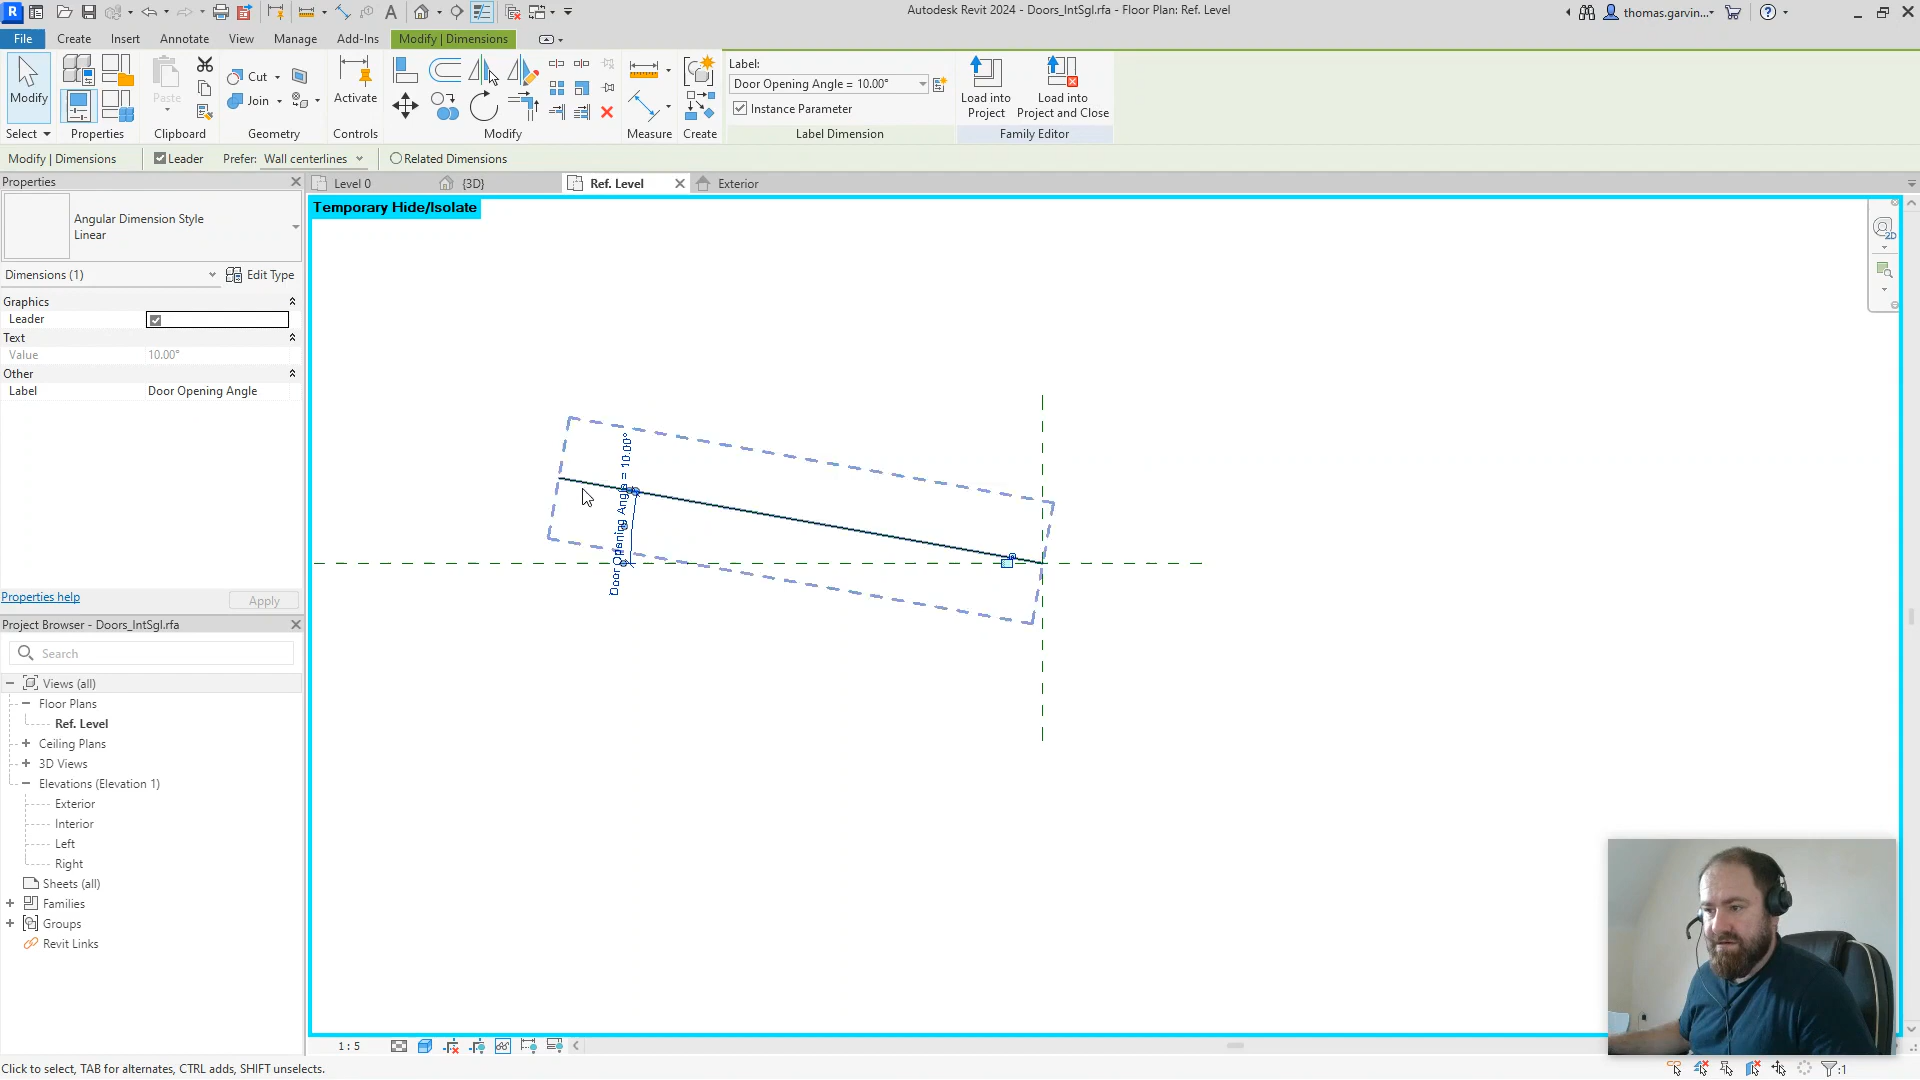 Autodesk Revit 2024 - Doors_IntSgl.rfa - Floor Plan: Ref. Level
thomas.garvin...
File
Create
Insert
Annotate
View
Manage
Add-Ins
Modify | Dimensions
Modify
Select
Properties
Paste
Clipboard
Cut
Join
Geometry
Activate
Controls
Modify
Measure
Create
Label:
Door Opening Angle = 10.00°
Instance Parameter
Label Dimension
Load into
Project
Load into
Project and Close
Family Editor
Modify | Dimensions
Leader
Prefer: Wall centerlines
Related Dimensions
Properties
Angular Dimension Style
Linear
Dimensions (1)
Edit Type
Graphics
Leader
Text
Value 10.00°
Other
Label Door Opening Angle
Properties help
Apply
Project Browser - Doors_IntSgl.rfa
Search
Views (all)
Floor Plans
Ref. Level
Ceiling Plans
3D Views
Elevations (Elevation 1)
Exterior
Interior
Left
Right
Sheets (all)
Families
Groups
Revit Links
Level 0
{3D}
Ref. Level
Exterior
Temporary Hide/Isolate
2D
Door Opening Angle = 10.00°
1 : 5
Click to select, TAB for alternates, CTRL adds, SHIFT unselects.
:1